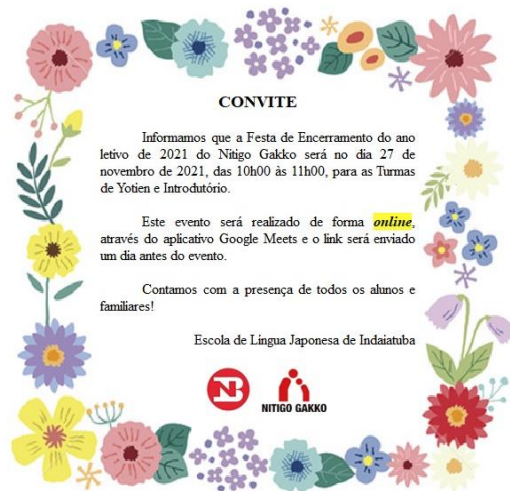 CONVITE
Informamos que a Festa de Encerramento do ano
letivo de 2021 do Nitigo Gakko será no dia 27 de
novembro de 2021, das 10h00 às 11h00, para as Turmas
de Yotien e Introdutório.
Este evento será realizado de forma online,
através do aplicativo Google Meets e o link será enviado
um dia antes do evento.
Contamos com a presença de todos os alunos e
familiares!
Escola de Lingua Japonesa de Indaiatuba
NITIGO GAKKO